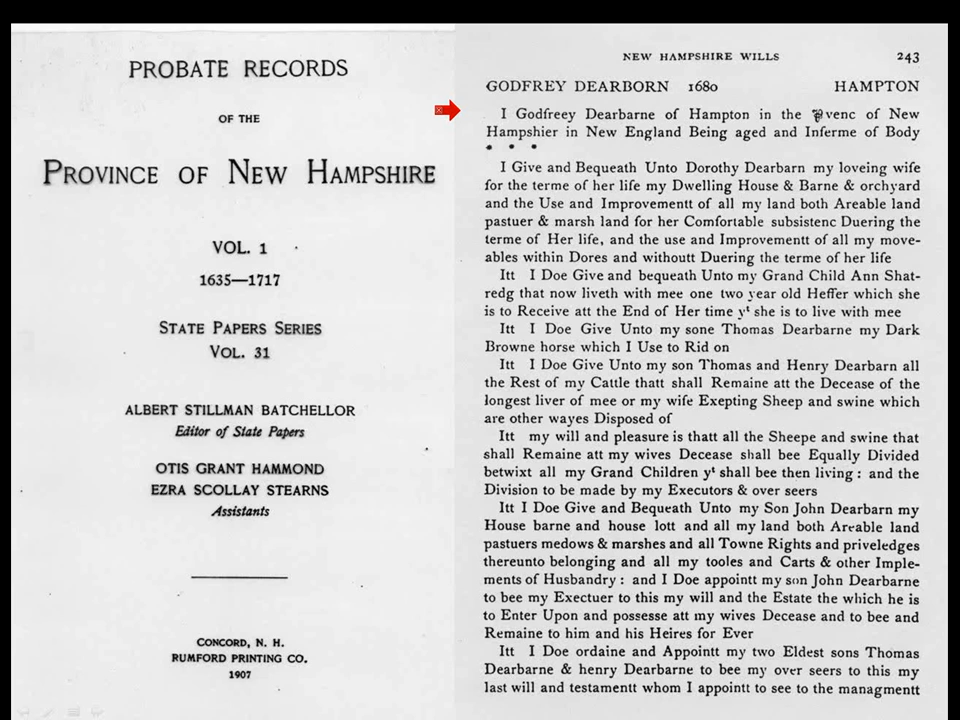 PROBATE RECORDS
OF THE
PROVINCE OF NEW HAMPSHIRE
VOL. 1
1635—1717
STATE PAPERS SERIES
VOL. 31
ALBERT STILLMAN BATCHELLOR
Editor of State Papers
OTIS GRANT HAMMOND
EZRA SCOLLAY STEARNS
Assistants
CONCORD, N. H.
RUMFORD PRINTING CO.
1907
NEW HAMPSHIRE WILLS 243
GODFREY DEARBORN 1680 HAMPTON
I Godfreey Dearbarne of Hampton in the ꝓvenc of New
Hampshier in New England Being aged and Inferme of Body
* * *
I Give and Bequeath Unto Dorothy Dearbarn my loveing wife
for the terme of her life my Dwelling House & Barne & orchyard
and the Use and Improvementt of all my land both Areable land
pastuer & marsh land for her Comfortable subsistenc Duering the
terme of Her life, and the use and Improvementt of all my move-
ables within Dores and withoutt Duering the terme of her life
Itt I Doe Give and bequeath Unto my Grand Child Ann Shat-
redg that now liveth with mee one two year old Heffer which she
is to Receive att the End of Her time yᵗ she is to live with mee
Itt I Doe Give Unto my sone Thomas Dearbarne my Dark
Browne horse which I Use to Rid on
Itt I Doe Give Unto my son Thomas and Henry Dearbarn all
the Rest of my Cattle thatt shall Remaine att the Decease of the
longest liver of mee or my wife Exepting Sheep and swine which
are other wayes Disposed of
Itt my will and pleasure is thatt all the Sheepe and swine that
shall Remaine att my wives Decease shall bee Equally Divided
betwixt all my Grand Children yᵗ shall bee then living : and the
Division to be made by my Executors & over seers
Itt I Doe Give and Bequeath Unto my Son John Dearbarn my
House barne and house lott and all my land both Areable land
pastuers medows & marshes and all Towne Rights and priveledges
thereunto belonging and all my tooles and Carts & other Imple-
ments of Husbandry : and I Doe appointt my son John Dearbarne
to bee my Exectuer to this my will and the Estate the which he is
to Enter Upon and possesse att my wives Decease and to bee and
Remaine to him and his Heires for Ever
Itt I Doe ordaine and Appointt my two Eldest sons Thomas
Dearbarne & henry Dearbarne to bee my over seers to this my
last will and testamentt whom I appointt to see to the managmentt